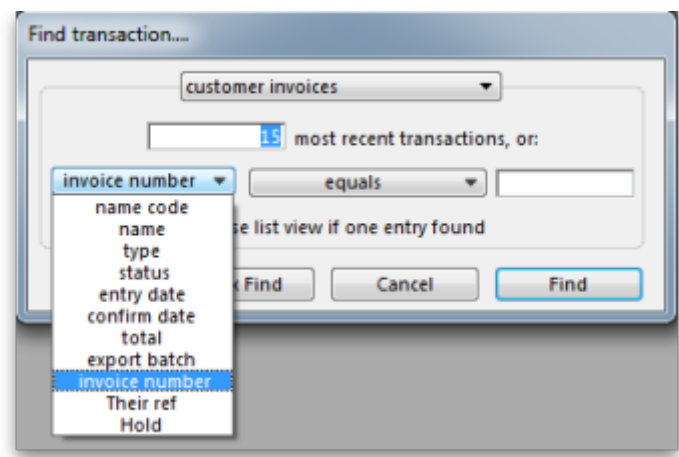 Find transaction....
customer invoices
15 most recent transactions, or:
invoice number equals
name code
name
se list view if one entry found
type
status
Find Cancel Find
entry date
confirm date
total
export batch
invoice number
Their ref
Hold